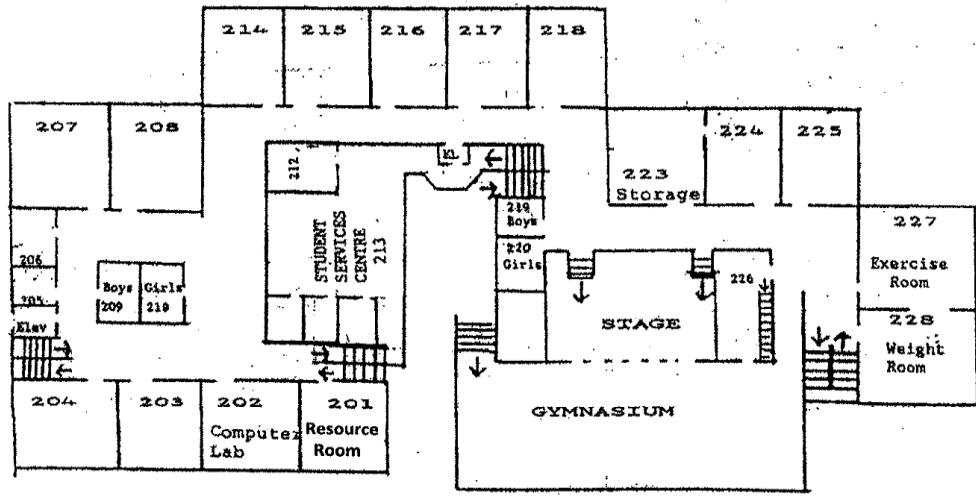 214 215 216 217 218
207 208
224 225
212
223
Storage
219
Boys
220
Girls
STUDENT
SERVICES
CENTRE
213
227
Exercise
Room
206
205
Elev
Boys
209
Girls
210
226
STAGE
228
Weight
Room
204 203 202 201
Computer
Lab
Resource
Room
GYMNASIUM